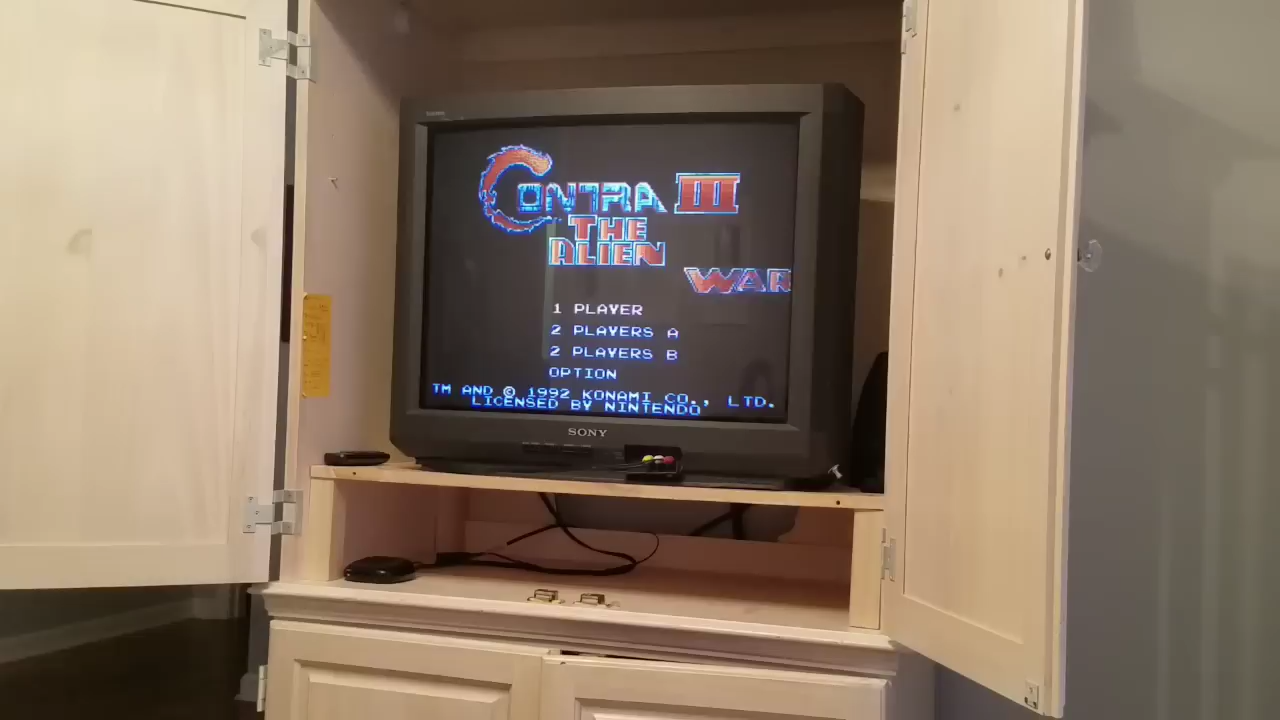 CONTRA III
THE
ALIEN
WAR
1 PLAYER
2 PLAYERS A
2 PLAYERS B
OPTION
TM AND © 1992 KONAMI CO., LTD.
LICENSED BY NINTENDO
SONY